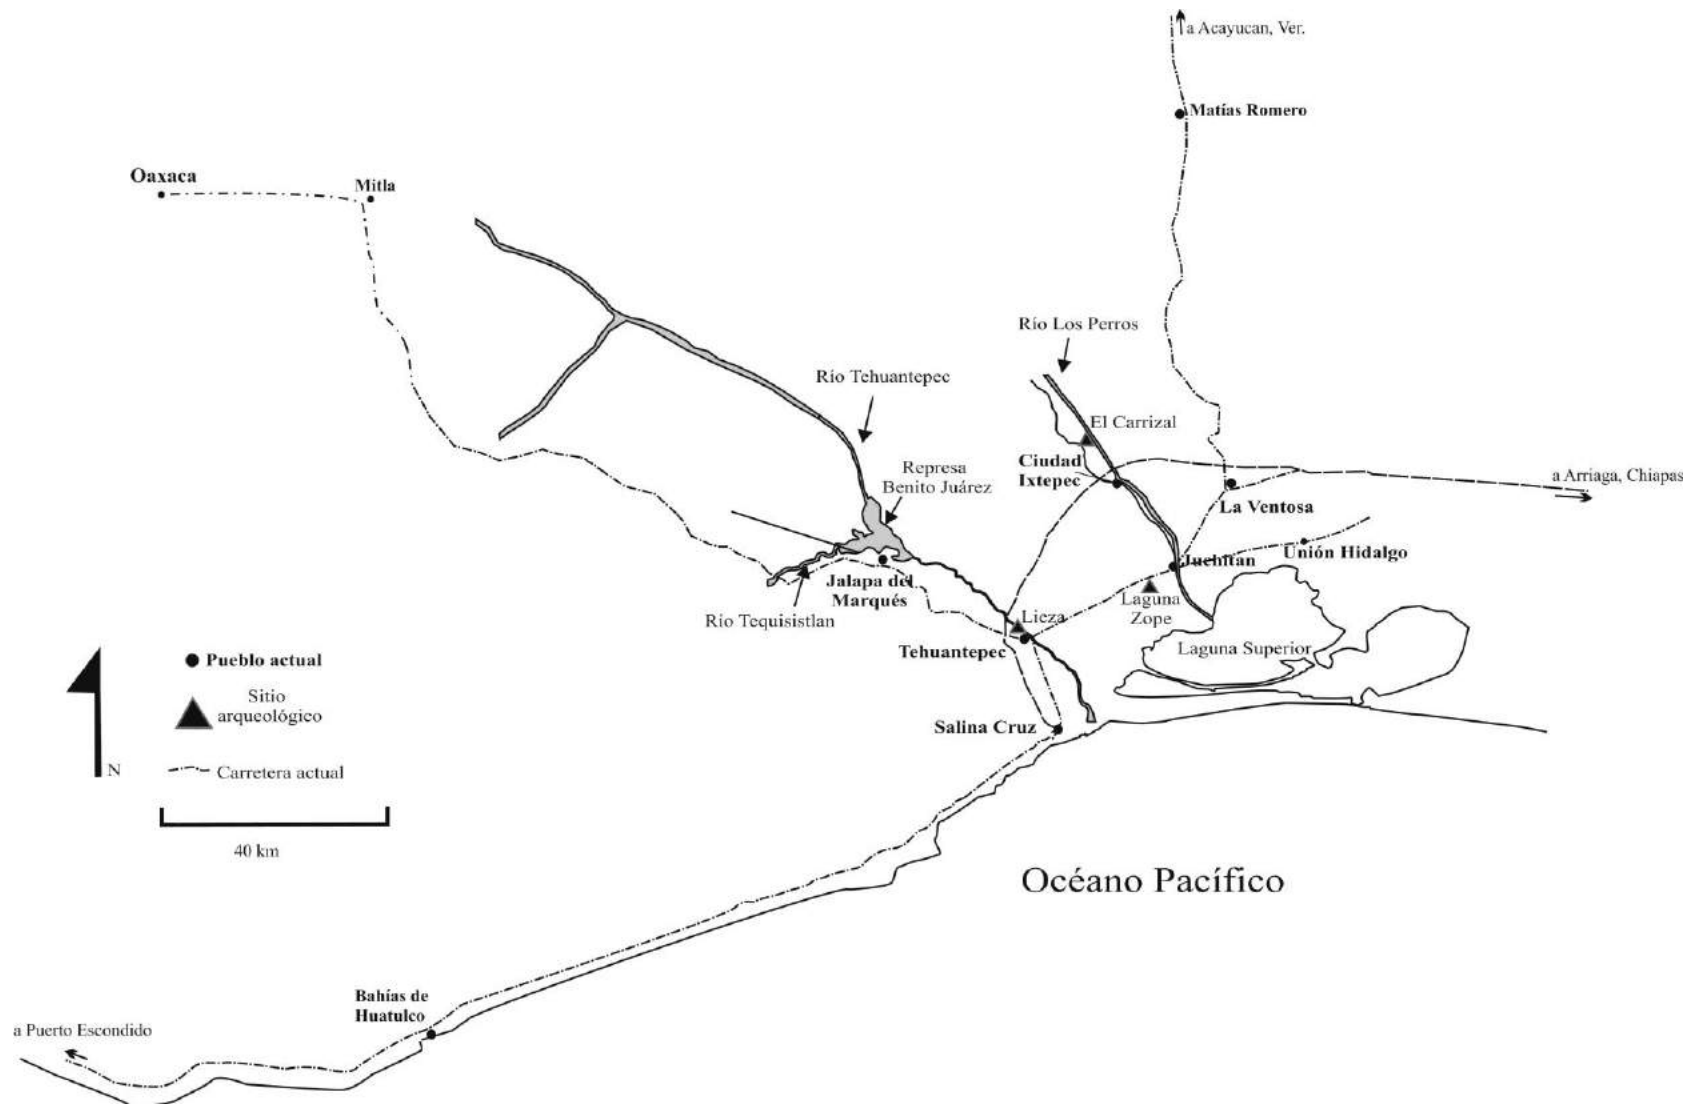 a Acayucan, Ver.
Matías Romero
Oaxaca
Mitla
Río Los Perros
Río Tehuantepec
El Carrizal
Ciudad
Ixtepec
Represa
Benito Juárez
a Arriaga, Chiapas
La Ventosa
Unión Hidalgo
Juchitan
Jalapa del
Marqués
Laguna
Zope
Río Tequisistlan
Lieza
Tehuantepec
Laguna Superior
Pueblo actual
Sitio
arqueológico
Salina Cruz
N
Carretera actual
40 km
Océano Pacífico
Bahías de
Huatulco
a Puerto Escondido